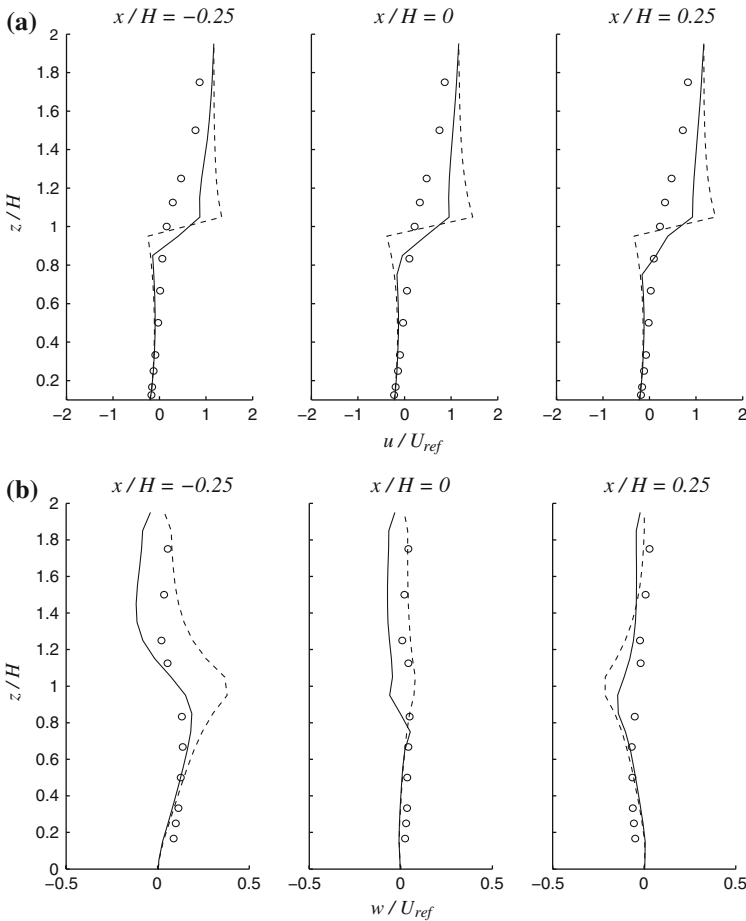 (a)
x / H = −0.25
x / H = 0
x / H = 0.25
z / H
2
1.8
1.6
1.4
1.2
1
0.8
0.6
0.4
0.2
−2 −1 0 1 2
−2 −1 0 1 2
−2 −1 0 1 2
u / U_ref
(b)
x / H = −0.25
x / H = 0
x / H = 0.25
z / H
2
1.8
1.6
1.4
1.2
1
0.8
0.6
0.4
0.2
0
−0.5 0 0.5
−0.5 0 0.5
−0.5 0 0.5
w / U_ref